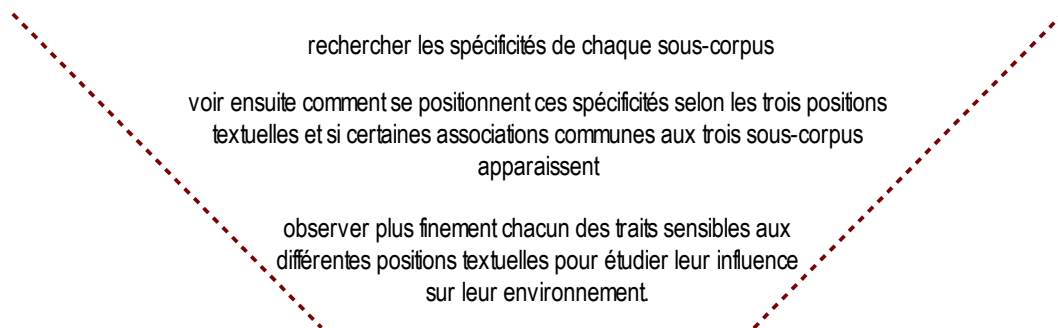 rechercher les spécificités de chaque sous-corpus
voir ensuite comment se positionnent ces spécificités selon les trois positions
textuelles et si certaines associations communes aux trois sous-corpus
apparaissent
observer plus finement chacun des traits sensibles aux
différentes positions textuelles pour étudier leur influence
sur leur environnement.